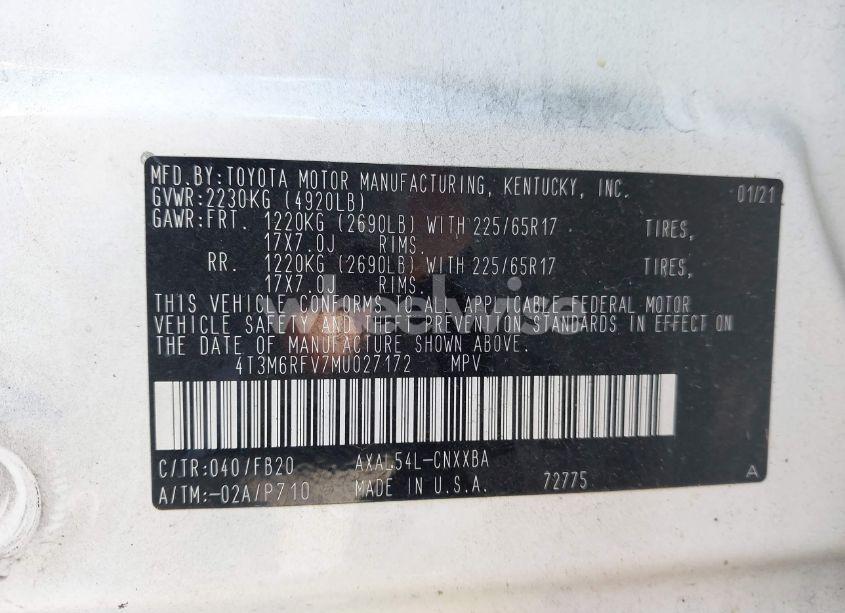 MFD.BY:TOYOTA MOTOR MANUFACTURING, KENTUCKY, INC. 01/21
GVWR:2230KG (4920LB)
GAWR:FRT. 1220KG (2690LB) WITH 225/65R17 TIRES,
17X7.0J RIMS.
RR. 1220KG (2690LB) WITH 225/65R17 TIRES,
17X7.0J RIMS.
THIS VEHICLE CONFORMS TO ALL APPLICABLE FEDERAL MOTOR
VEHICLE SAFETY AND THEFT PREVENTION STANDARDS IN EFFECT ON
THE DATE OF MANUFACTURE SHOWN ABOVE.
4T3M6RFV7MU027172 MPV
C/TR:040/FB20 AXAL54L-CNXXBA
A/TM:-02A/P710 MADE IN U.S.A. 72775 A
wheelwise